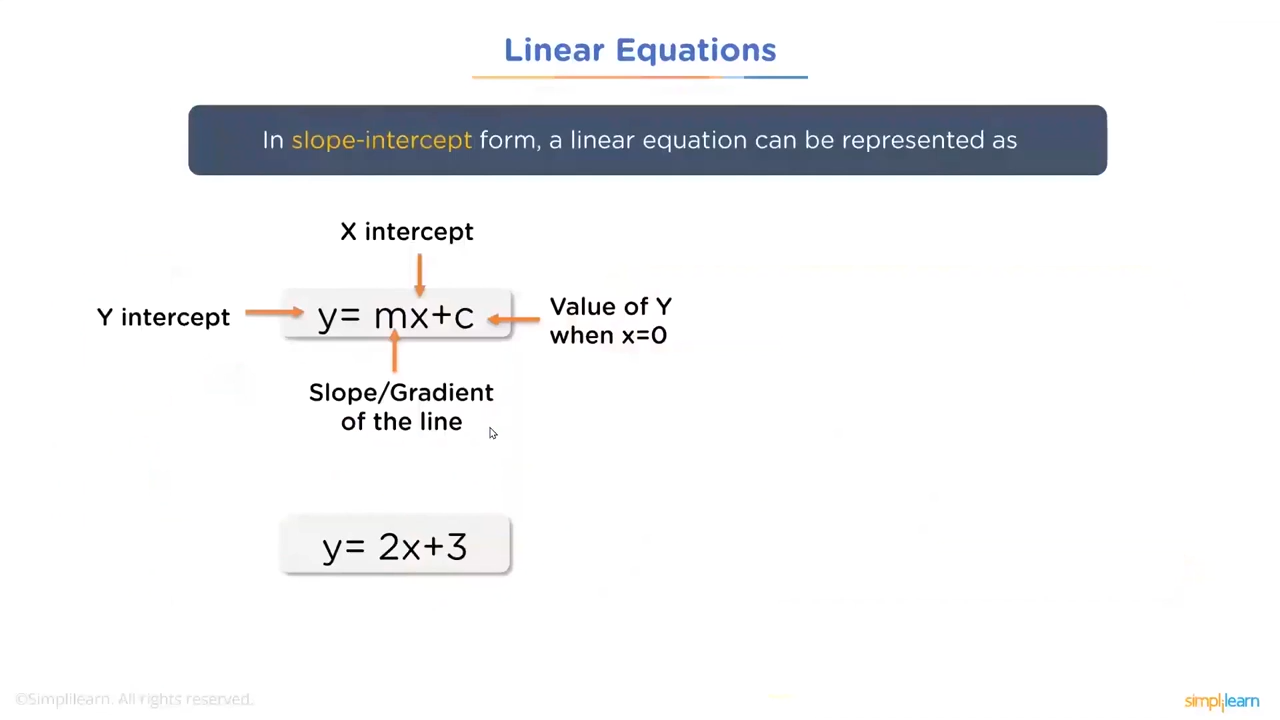 Linear Equations
In slope-intercept form, a linear equation can be represented as
X intercept
Y intercept
y= mx+c
Value of Y
when x=0
Slope/Gradient
of the line
y= 2x+3
©Simplilearn. All rights reserved.
simplilearn